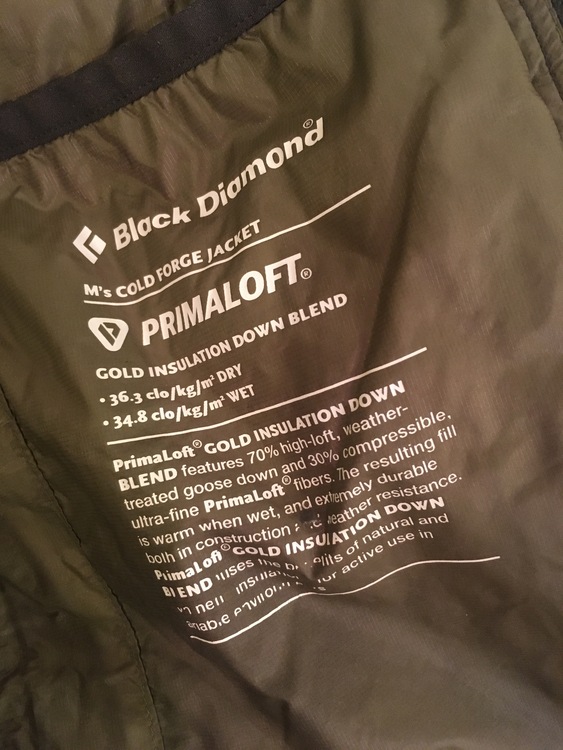 Black Diamond®
M's COLD FORGE JACKET
PRIMALOFT®
GOLD INSULATION DOWN BLEND
• 36.3 clo/kg/m² DRY
• 34.8 clo/kg/m² WET
PrimaLoft® GOLD INSULATION DOWN
BLEND features 70% high-loft, weather-
treated goose down and 30% compressible,
ultra-fine PrimaLoft® fibers. The resulting fill
is warm when wet, and extremely durable
both in construction weather resistance.
PrimaLoft® GOLD INSULATION DOWN
BLEND the of natural and
for active use in